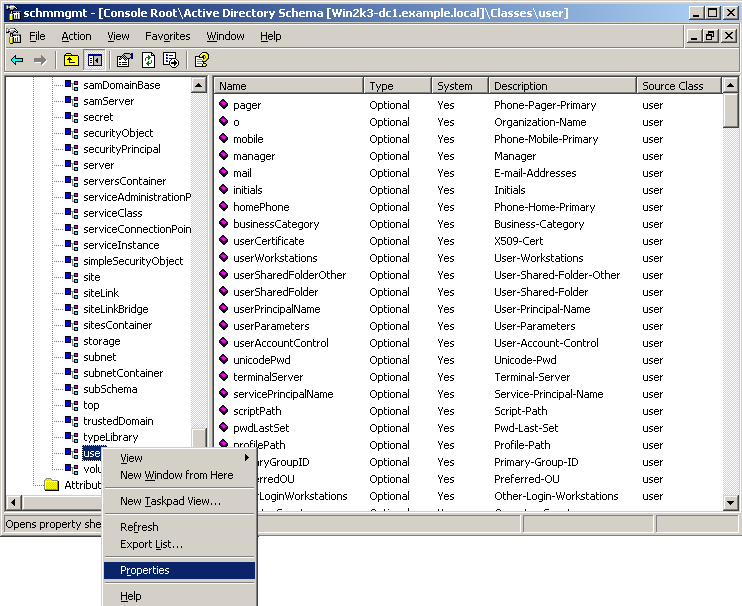 schmmgmt - [Console Root\Active Directory Schema [Win2k3-dc1.example.local]\Classes\user]
File Action View Favorites Window Help
samDomainBase
samServer
secret
securityObject
securityPrincipal
server
serversContainer
serviceAdministrationP
serviceClass
serviceConnectionPoin
serviceInstance
simpleSecurityObject
site
siteLink
siteLinkBridge
sitesContainer
storage
subnet
subnetContainer
subSchema
top
trustedDomain
typeLibrary
use
volu
Attribut
Name Type System Description Source Class
pager Optional Yes Phone-Pager-Primary user
o Optional Yes Organization-Name user
mobile Optional Yes Phone-Mobile-Primary user
manager Optional Yes Manager user
mail Optional Yes E-mail-Addresses user
initials Optional Yes Initials user
homePhone Optional Yes Phone-Home-Primary user
businessCategory Optional Yes Business-Category user
userCertificate Optional Yes X509-Cert user
userWorkstations Optional Yes User-Workstations user
userSharedFolderOther Optional Yes User-Shared-Folder-Other user
userSharedFolder Optional Yes User-Shared-Folder user
userPrincipalName Optional Yes User-Principal-Name user
userParameters Optional Yes User-Parameters user
userAccountControl Optional Yes User-Account-Control user
unicodePwd Optional Yes Unicode-Pwd user
terminalServer Optional Yes Terminal-Server user
servicePrincipalName Optional Yes Service-Principal-Name user
scriptPath Optional Yes Script-Path user
pwdLastSet Optional Yes Pwd-Last-Set user
profilePath Optional Yes Profile-Path user
maryGroupID Optional Yes Primary-Group-ID user
ferredOU Optional Yes Preferred-OU user
erLoginWorkstations Optional Yes Other-Login-Workstations user
View
New Window from Here
New Taskpad View...
Refresh
Export List...
Properties
Help
Opens property she